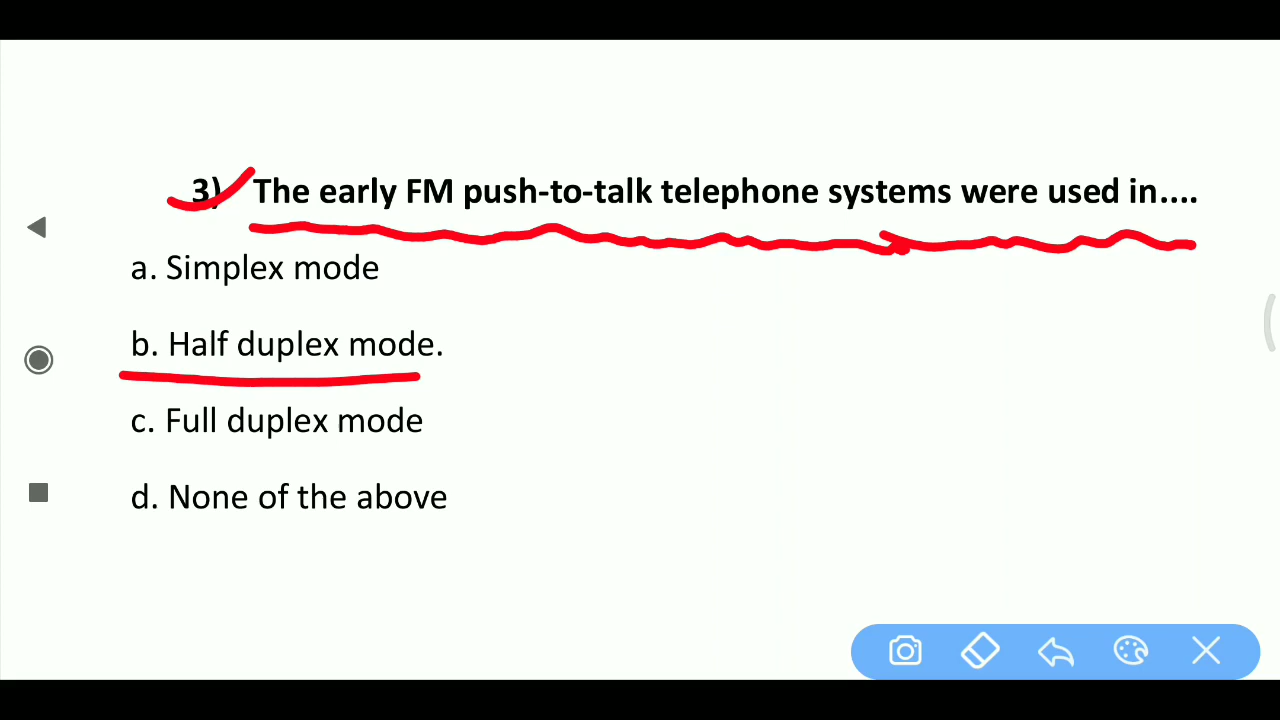 3) The early FM push-to-talk telephone systems were used in....
a. Simplex mode
b. Half duplex mode.
c. Full duplex mode
d. None of the above